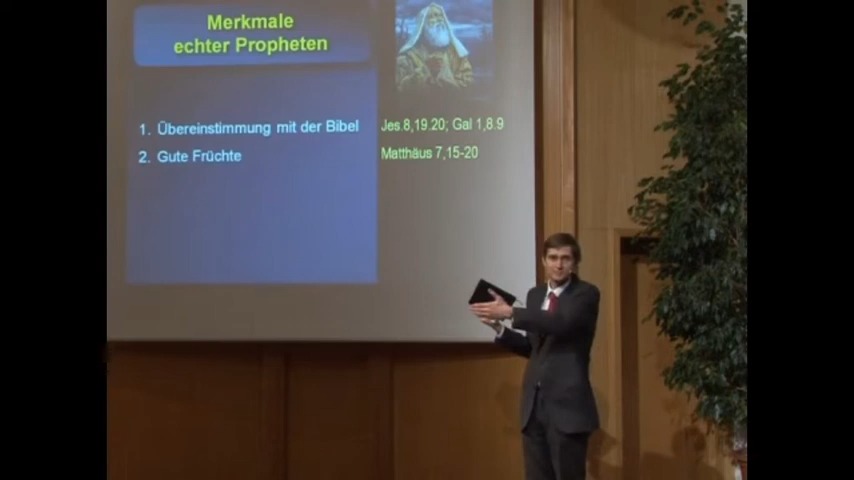 Merkmale
echter Propheten
1. Übereinstimmung mit der Bibel Jes.8,19.20; Gal 1,8.9
2. Gute Früchte Matthäus 7,15-20